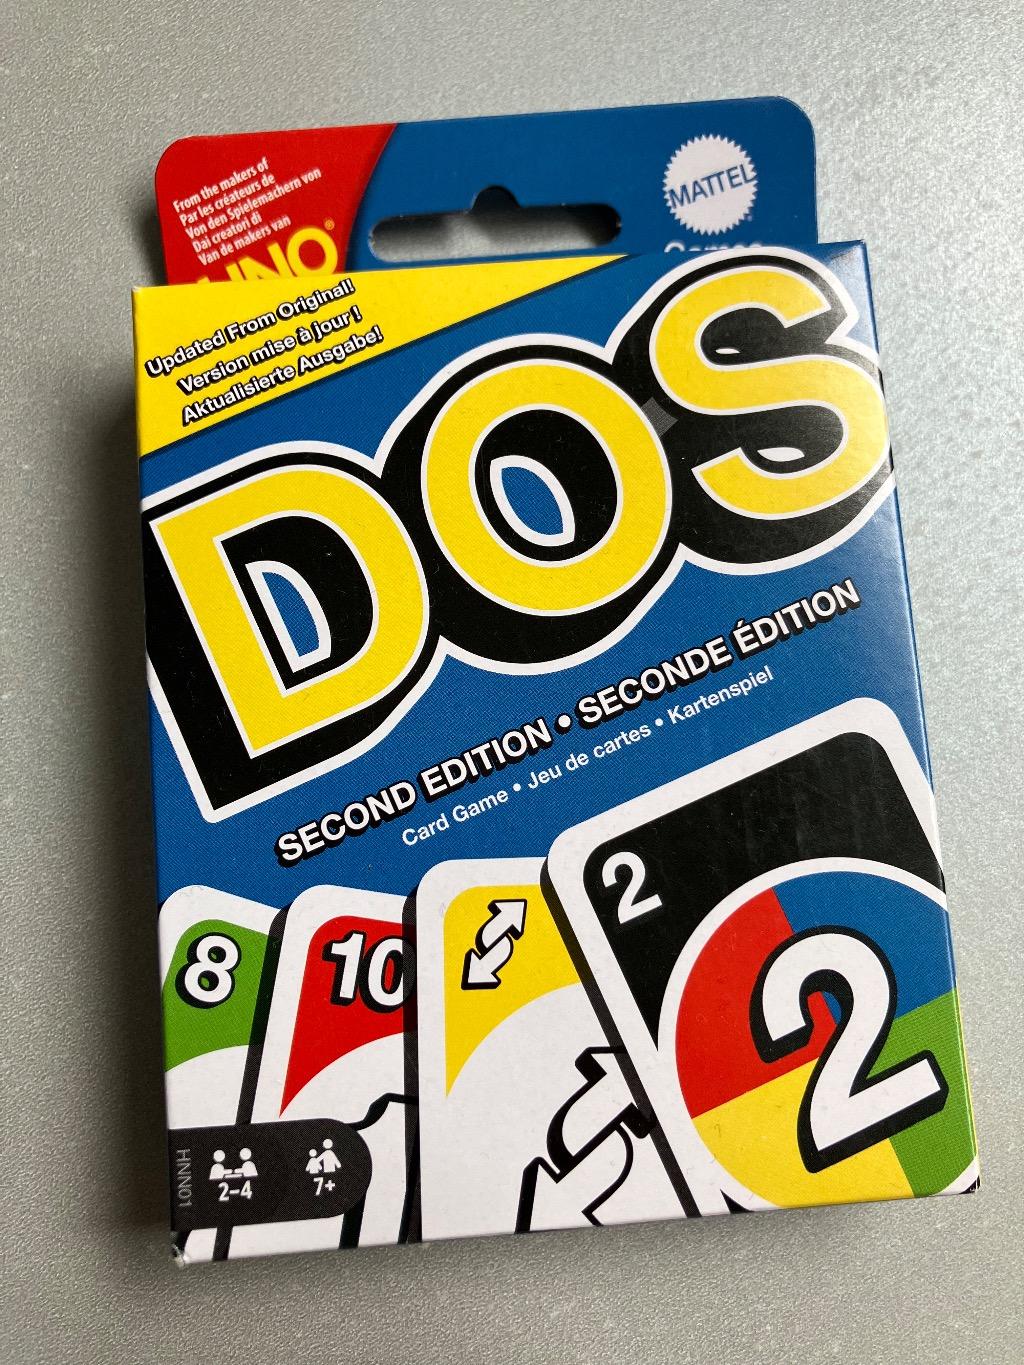 From the makers of
Par les créateurs de
Von den Spielemachern von
Dai creatori di
Van de makers van
UNO®
MATTEL
Games
Updated From Original!
Version mise à jour !
Aktualisierte Ausgabe!
DOS
SECOND EDITION • SECONDE ÉDITION
Card Game • Jeu de cartes • Kartenspiel
8
10
2
2
HNN01
2–4
7+